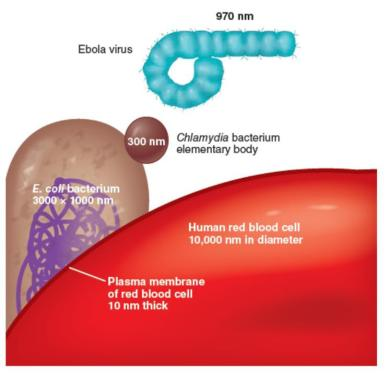 970 nm
Ebola virus
300 nm
Chlamydia bacterium
elementary body
E. coli bacterium
3000 × 1000 nm
Human red blood cell
10,000 nm in diameter
Plasma membrane
of red blood cell
10 nm thick